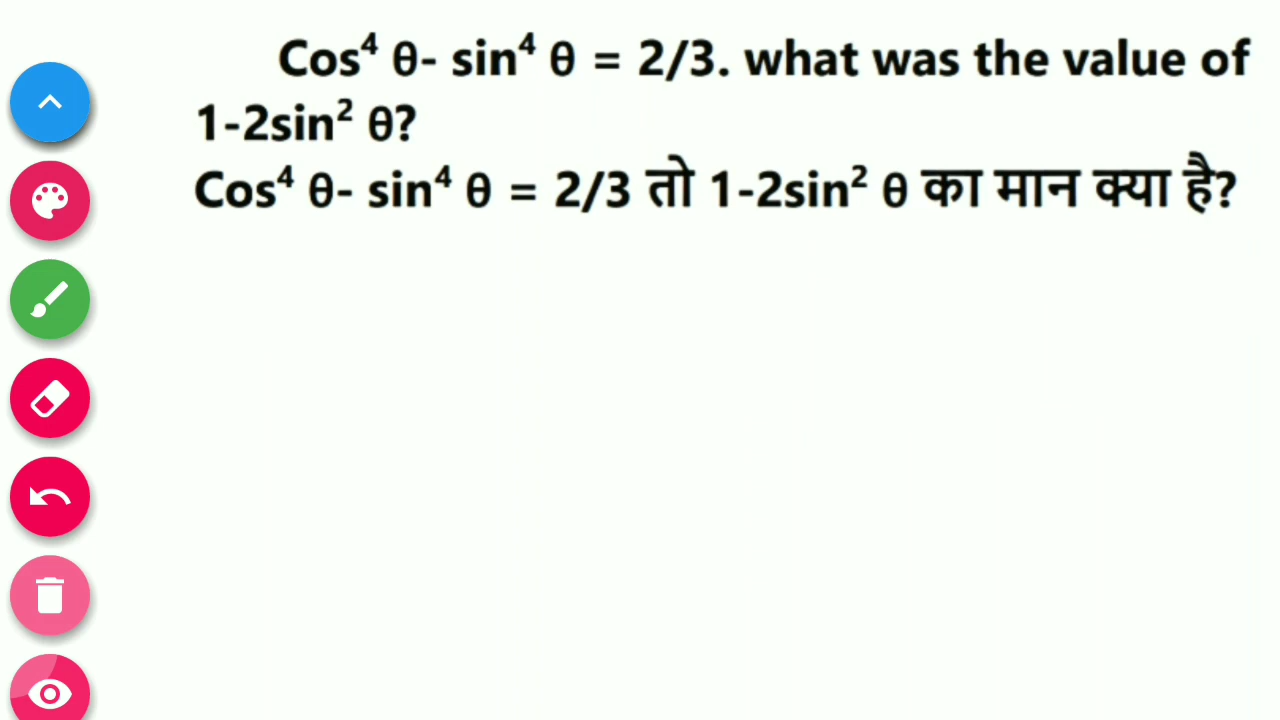 Cos⁴ θ- sin⁴ θ = 2/3. what was the value of
1-2sin² θ?
Cos⁴ θ- sin⁴ θ = 2/3 तो 1-2sin² θ का मान क्या है?